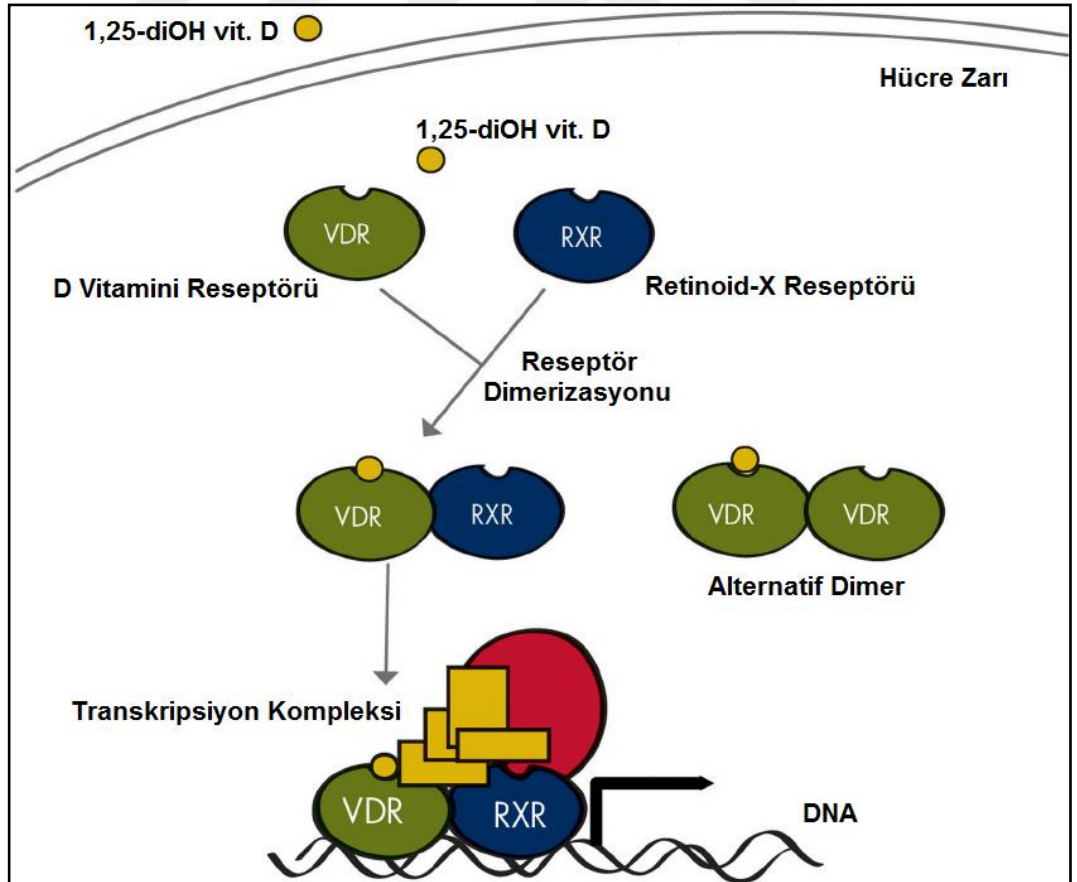 1,25-diOH vit. D
Hücre Zarı
1,25-diOH vit. D
VDR
RXR
D Vitamini Reseptörü
Retinoid-X Reseptörü
Reseptör
Dimerizasyonu
VDR
RXR
VDR
VDR
Alternatif Dimer
Transkripsiyon Kompleksi
VDR
RXR
DNA